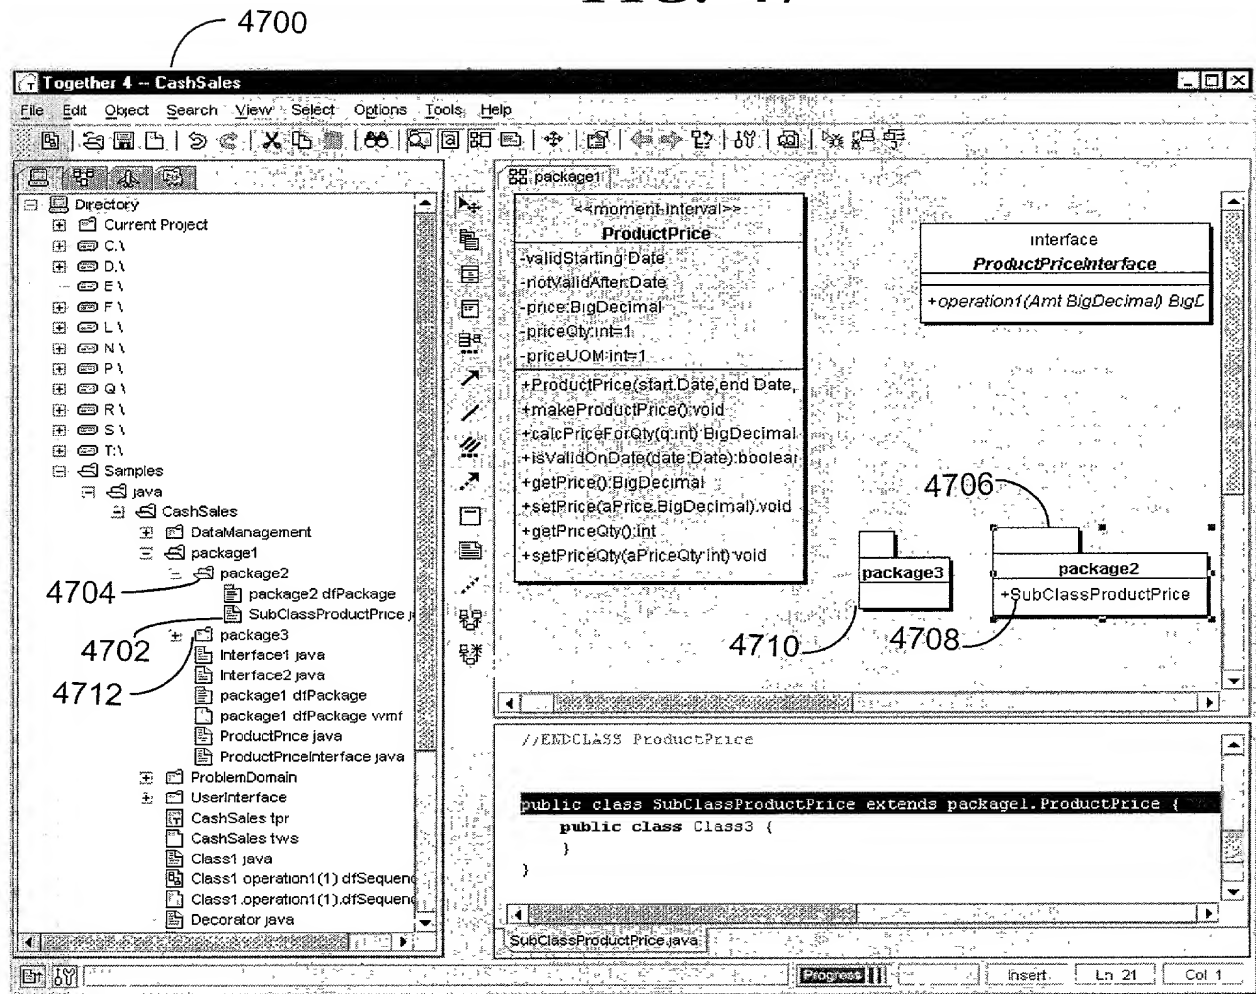 FIG. 47
4700
Together 4 -- CashSales
File Edit Object Search View Select Options Tools Help
Directory
Current Project
C:\
D:\
E:\
F:\
L:\
N:\
P:\
Q:\
R:\
S:\
T:\
Samples
java
CashSales
DataManagement
package1
4704
package2
package2 dfPackage
4702
SubClassProductPrice j
4712
package3
Interface1 java
Interface2 java
package1 dfPackage
package1 dfPackage wmf
ProductPrice java
ProductPriceInterface java
ProblemDomain
UserInterface
CashSales tpr
CashSales tws
Class1 java
Class1 operation1(1) dfSequenc
Class1.operation1(1).dfSequenc
Decorator java
package1
<<moment-interval>>
ProductPrice
-validStarting:Date
-notValidAfter:Date
-price:BigDecimal
-priceQty:int=1
-priceUOM:int=1
+ProductPrice(start:Date,end Date,
+makeProductPrice():void
+calcPriceForQty(q:int) BigDecimal
+isValidOnDate(date:Date):boolear
+getPrice():BigDecimal
+setPrice(aPrice.BigDecimal).void
+getPriceQty():int
+setPriceQty(aPriceQty int) void
interface
ProductPriceInterface
+operation1(Amt BigDecimal) BigD
4706
package3
4710
package2
+SubClassProductPrice
4708
//ENDCLASS ProductPrice
public class SubClassProductPrice extends package1.ProductPrice {
public class Class3 {
}
}
SubClassProductPrice.java
Progress
Insert
Ln 21
Col 1